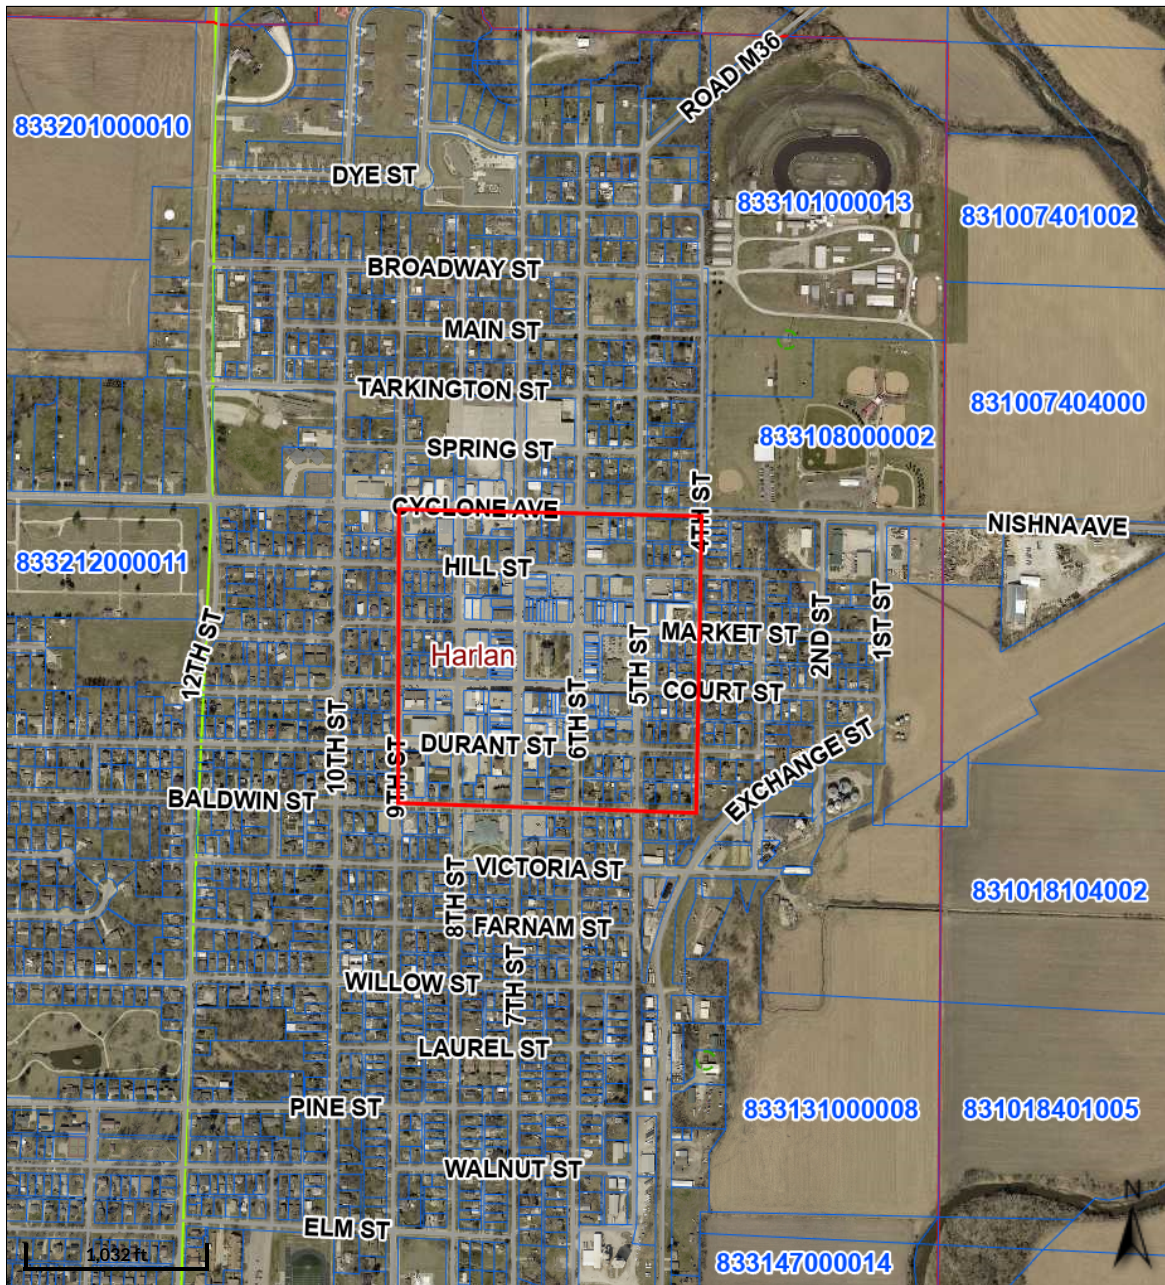 ROAD M36
833201000010
DYE ST
833101000013
831007401002
BROADWAY ST
MAIN ST
TARKINGTON ST
831007404000
SPRING ST
833108000002
CYCLONE AVE
4TH ST
NISHNA AVE
833212000011
HILL ST
12TH ST
Harlan
MARKET ST
2ND ST
1ST ST
5TH ST
COURT ST
6TH ST
10TH ST
9TH ST
DURANT ST
EXCHANGE ST
BALDWIN ST
8TH ST
VICTORIA ST
831018104002
FARNAM ST
7TH ST
WILLOW ST
LAUREL ST
PINE ST
833131000008
831018401005
WALNUT ST
N
ELM ST
1,032 ft
833147000014